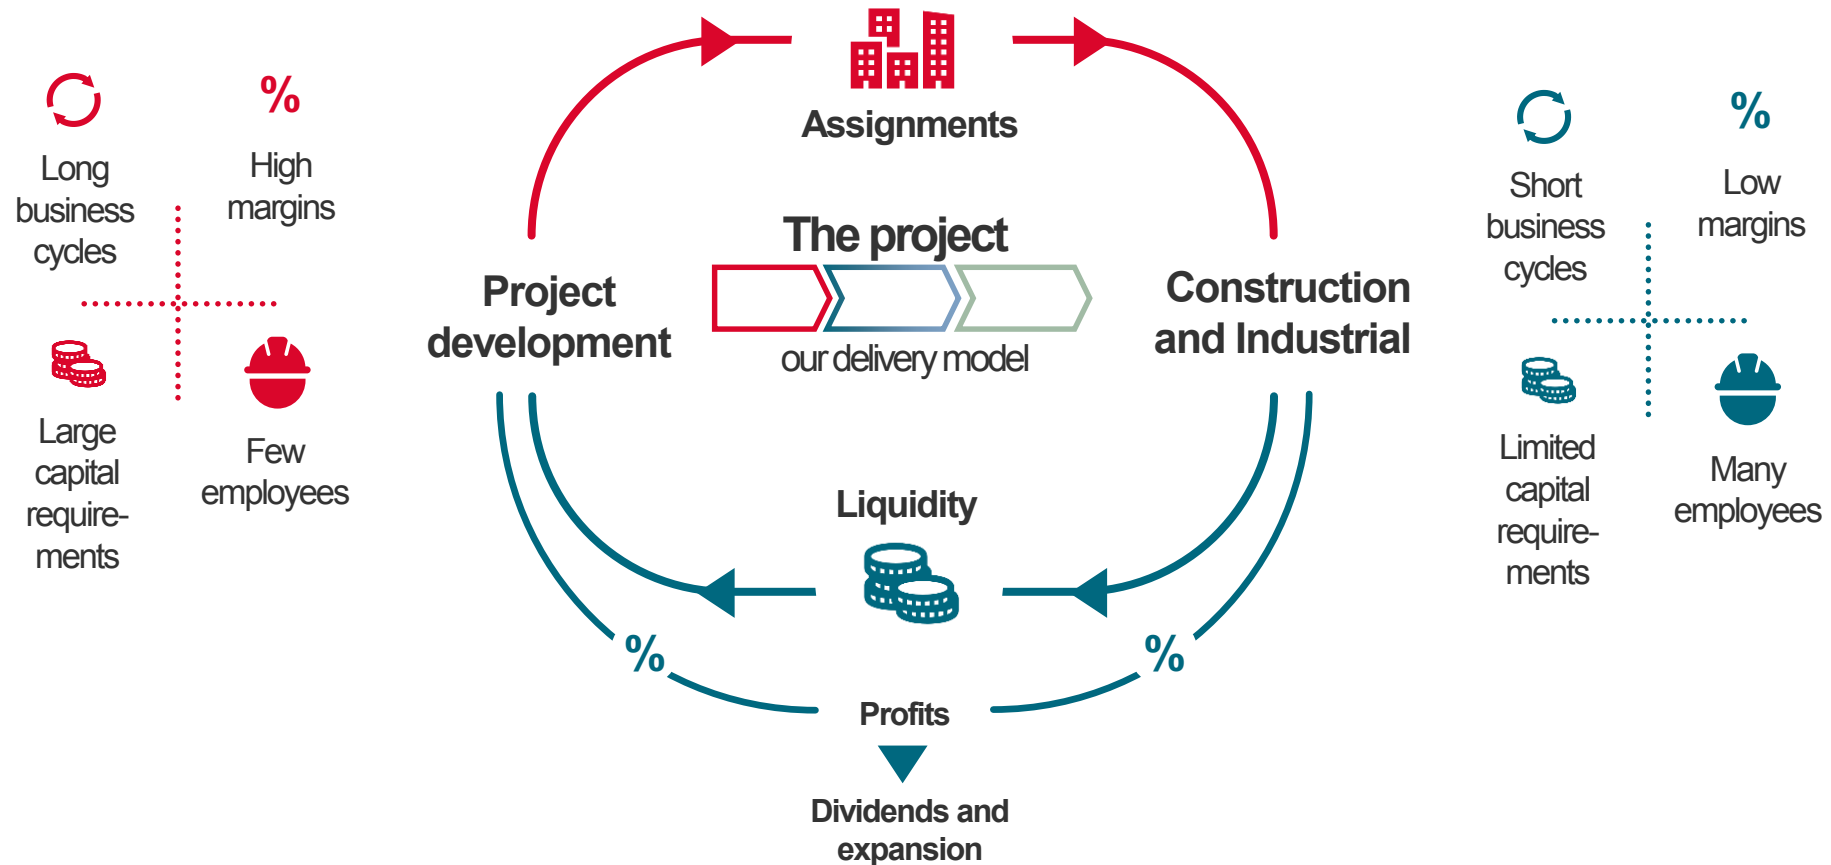 %
Long
business
cycles
High
margins
Large
capital
require-
ments
Few
employees
Assignments
The project
our delivery model
Project
development
Construction
and Industrial
Liquidity
%
%
Profits
Dividends and
expansion
%
Short
business
cycles
Low
margins
Limited
capital
require-
ments
Many
employees